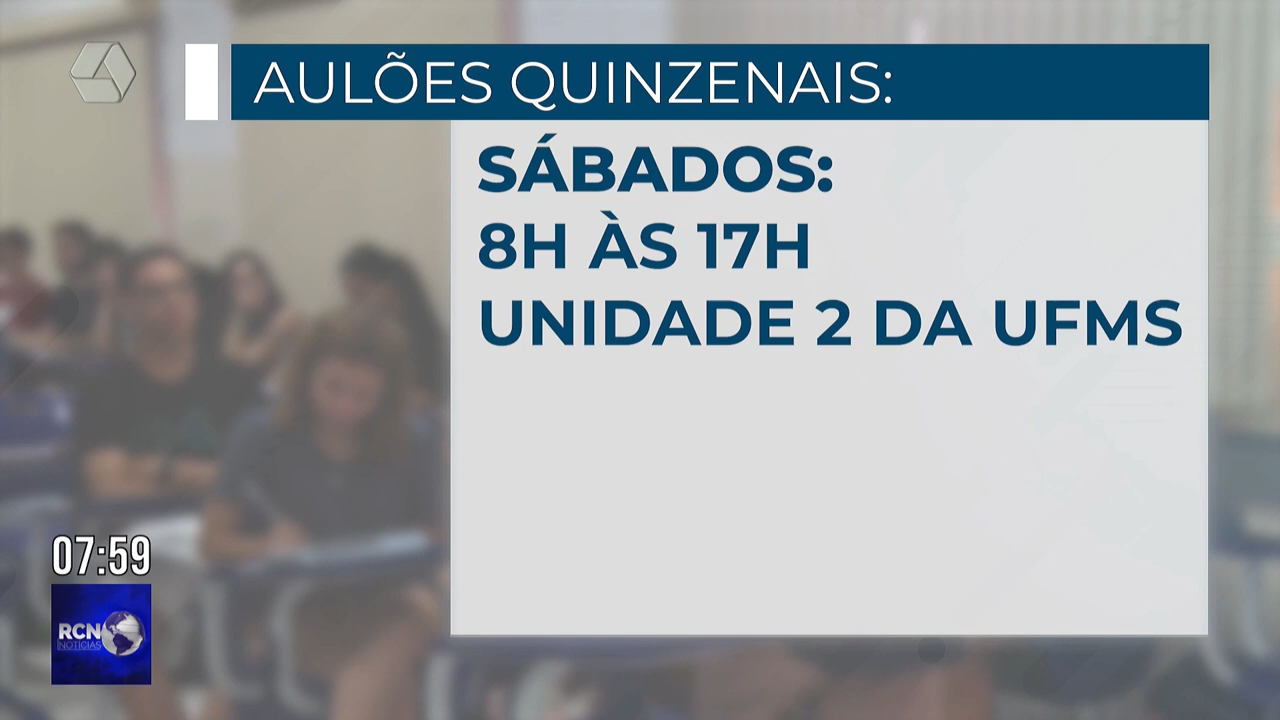 AULÕES QUINZENAIS:
SÁBADOS:
8H ÀS 17H
UNIDADE 2 DA UFMS
07:59
RCN
NOTÍCIAS